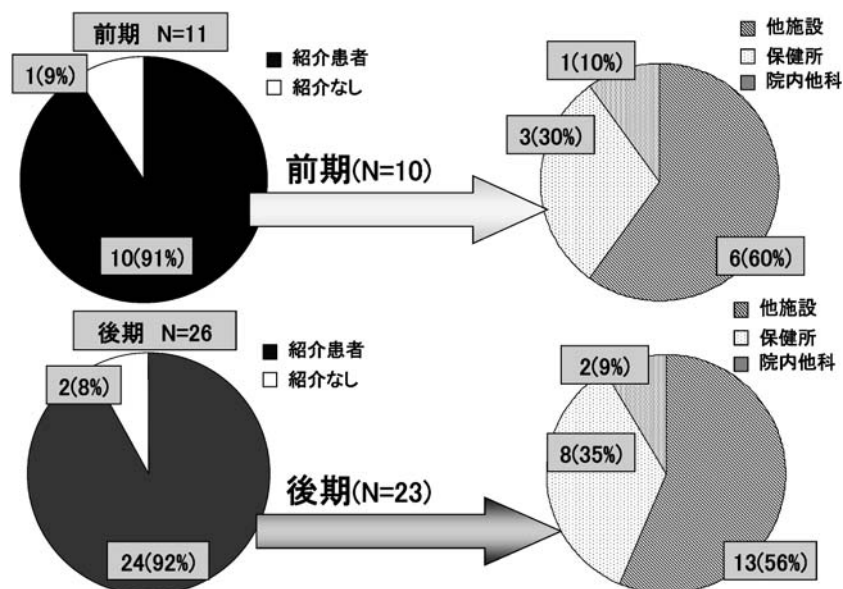 前期 N=11
紹介患者
紹介なし
1(9%)
10(91%)
前期(N=10)
他施設
保健所
院内他科
1(10%)
3(30%)
6(60%)
後期 N=26
紹介患者
紹介なし
2(8%)
24(92%)
後期(N=23)
他施設
保健所
院内他科
2(9%)
8(35%)
13(56%)